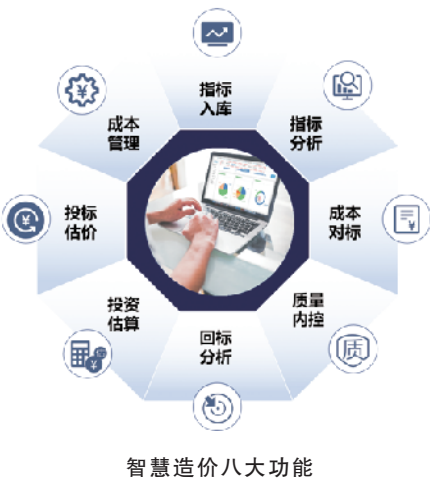 指标
入库
指标
分析
成本
对标
质量
内控
质
回标
分析
投资
估算
投标
估价
成本
管理
智慧造价八大功能